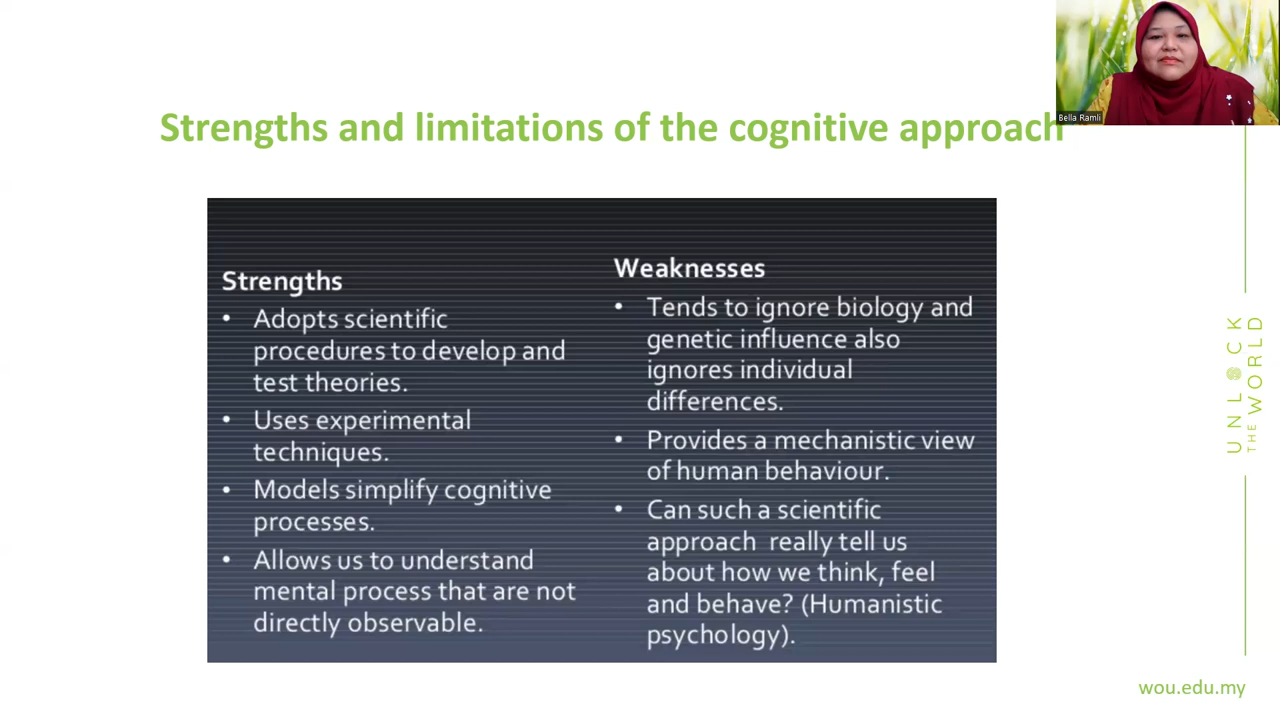 Bella Ramli
Strengths and limitations of the cognitive approach
Strengths
• Adopts scientific
procedures to develop and
test theories.
• Uses experimental
techniques.
• Models simplify cognitive
processes.
• Allows us to understand
mental process that are not
directly observable.
Weaknesses
• Tends to ignore biology and
genetic influence also
ignores individual
differences.
• Provides a mechanistic view
of human behaviour.
• Can such a scientific
approach really tell us
about how we think, feel
and behave? (Humanistic
psychology).
UNLOCK
THE WORLD
wou.edu.my